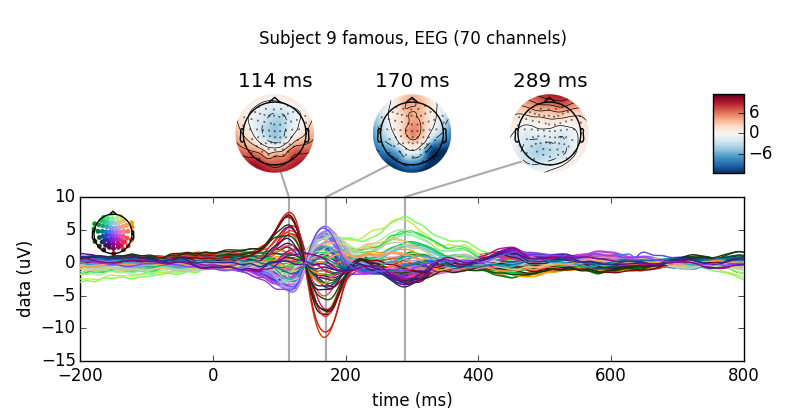 Subject 9 famous, EEG (70 channels)
114 ms 170 ms 289 ms
6
0
−6
10
5
0
−5
−10
−15
data (uV)
−200 0 200 400 600 800
time (ms)